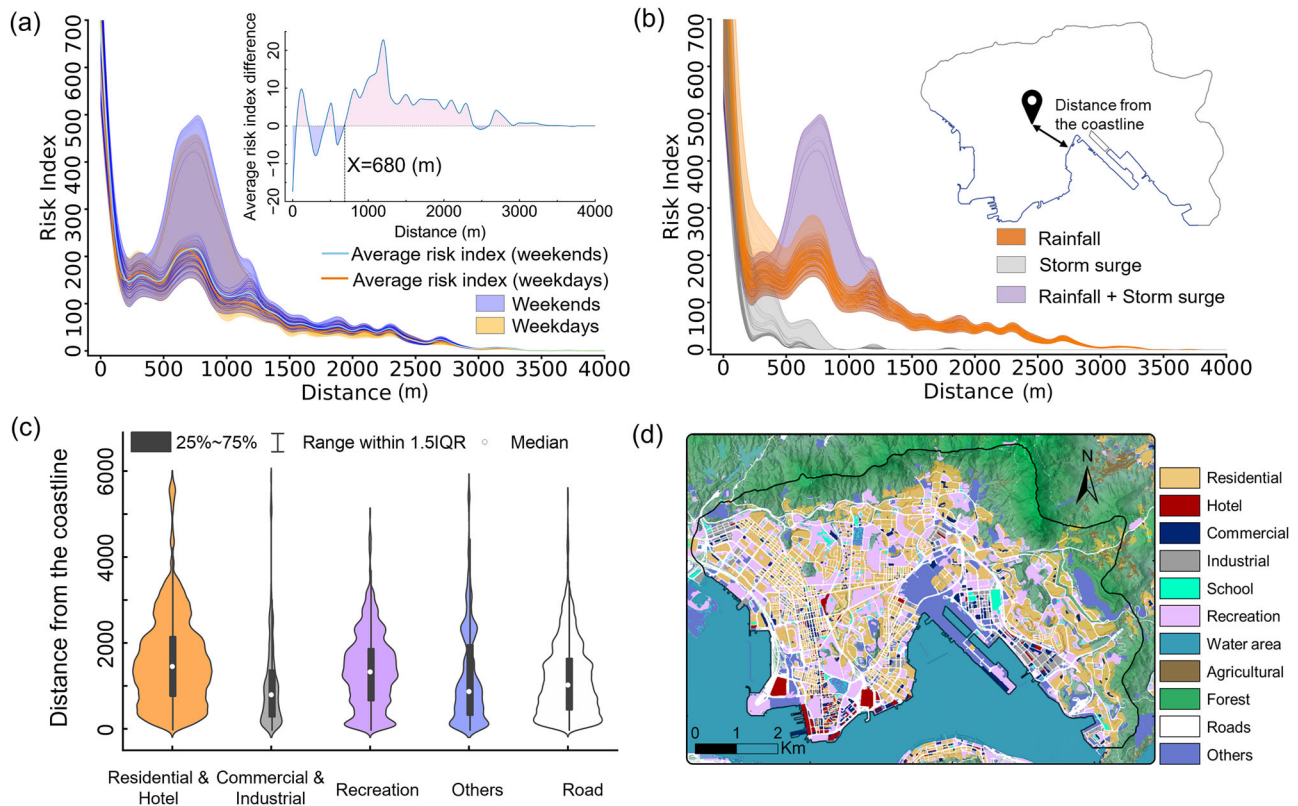 (a)
Risk Index
700
600
500
400
300
200
100
0
0 500 1000 1500 2000 2500 3000 3500 4000
Distance (m)
Average risk index difference
20
10
0
10
-20
X=680 (m)
0 1000 2000 3000 4000
Distance (m)
Average risk index (weekends)
Average risk index (weekdays)
Weekends
Weekdays
(b)
Risk Index
700
600
500
400
300
200
100
0
0 500 1000 1500 2000 2500 3000 3500 4000
Distance (m)
Distance from
the coastline
Rainfall
Storm surge
Rainfall + Storm surge
(c)
25%~75% Range within 1.5IQR Median
Distance from the coastline
6000
4000
2000
0
Residential &
Hotel
Commercial &
Industrial
Recreation
Others
Road
(d)
N
0 1 2
Km
Residential
Hotel
Commercial
Industrial
School
Recreation
Water area
Agricultural
Forest
Roads
Others